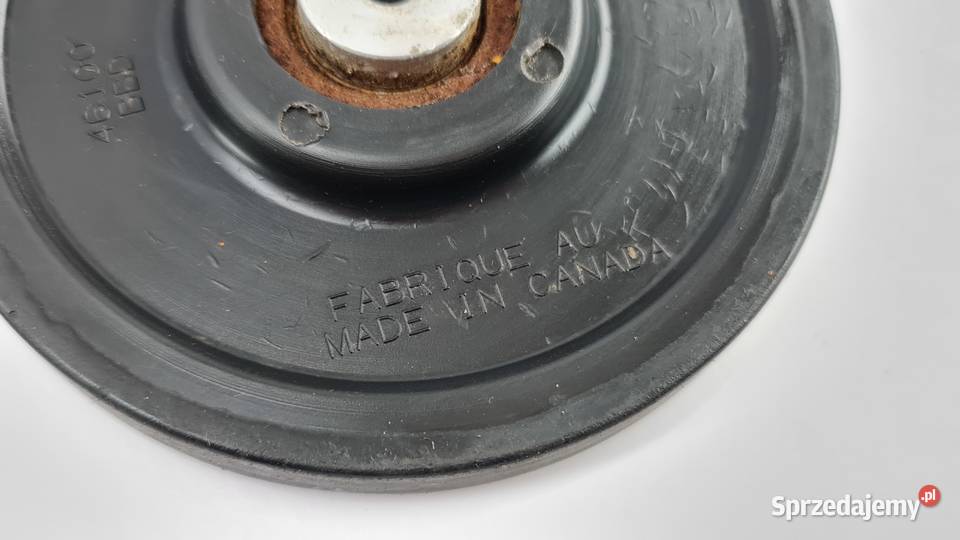 46100
BBD
FABRIQUE AU
MADE IN CANADA
Sprzedajemy.pl